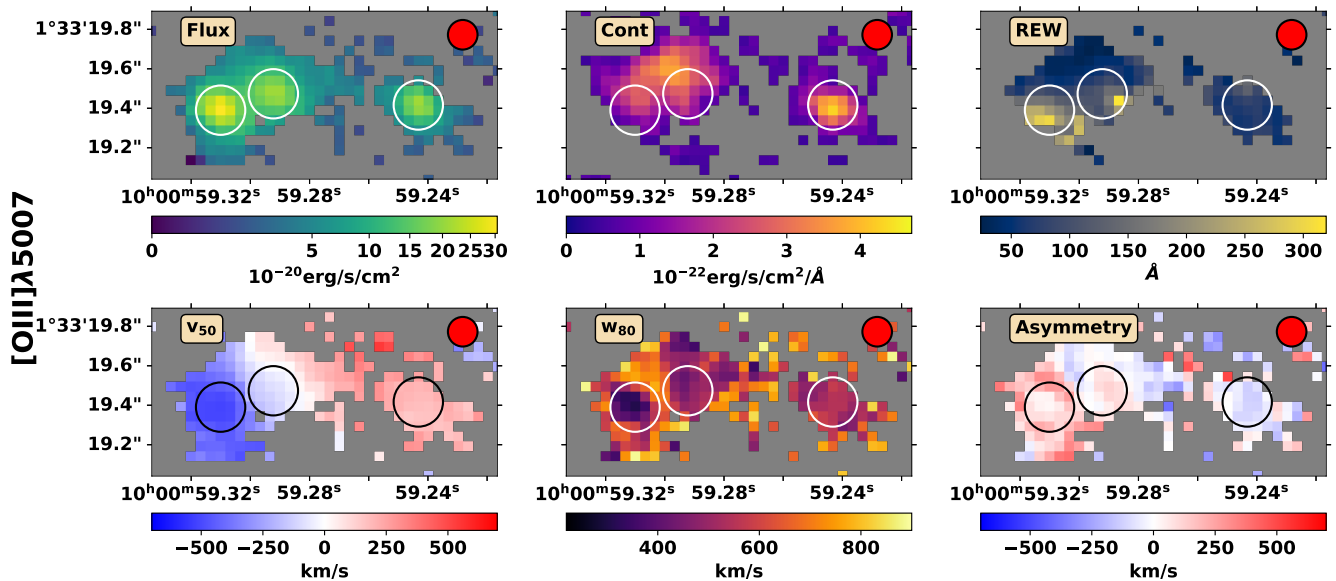 [OIII]λ5007
Flux
Cont
REW
1°33'19.8"
19.6"
19.4"
19.2"
10ʰ00ᵐ59.32ˢ 59.28ˢ 59.24ˢ
10ʰ00ᵐ59.32ˢ 59.28ˢ 59.24ˢ
10ʰ00ᵐ59.32ˢ 59.28ˢ 59.24ˢ
0 5 10 15 20 25 30
10⁻²⁰erg/s/cm²
0 1 2 3 4
10⁻²²erg/s/cm²/Å
50 100 150 200 250 300
Å
v₅₀
w₈₀
Asymmetry
1°33'19.8"
19.6"
19.4"
19.2"
10ʰ00ᵐ59.32ˢ 59.28ˢ 59.24ˢ
10ʰ00ᵐ59.32ˢ 59.28ˢ 59.24ˢ
10ʰ00ᵐ59.32ˢ 59.28ˢ 59.24ˢ
−500 −250 0 250 500
km/s
400 600 800
km/s
−500 −250 0 250 500
km/s